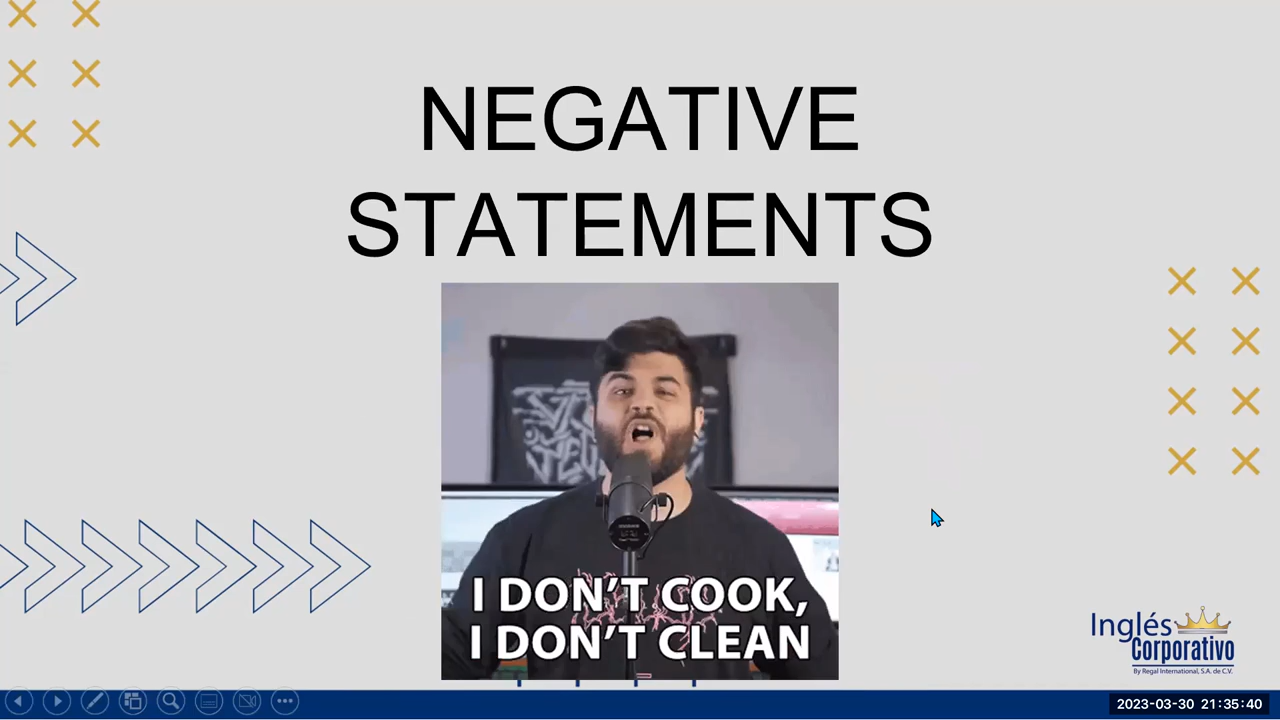 NEGATIVE
STATEMENTS
I DON'T COOK,
I DON'T CLEAN
Inglés
Corporativo
By Regal International, S.A. de C.V.
2023-03-30 21:35:40